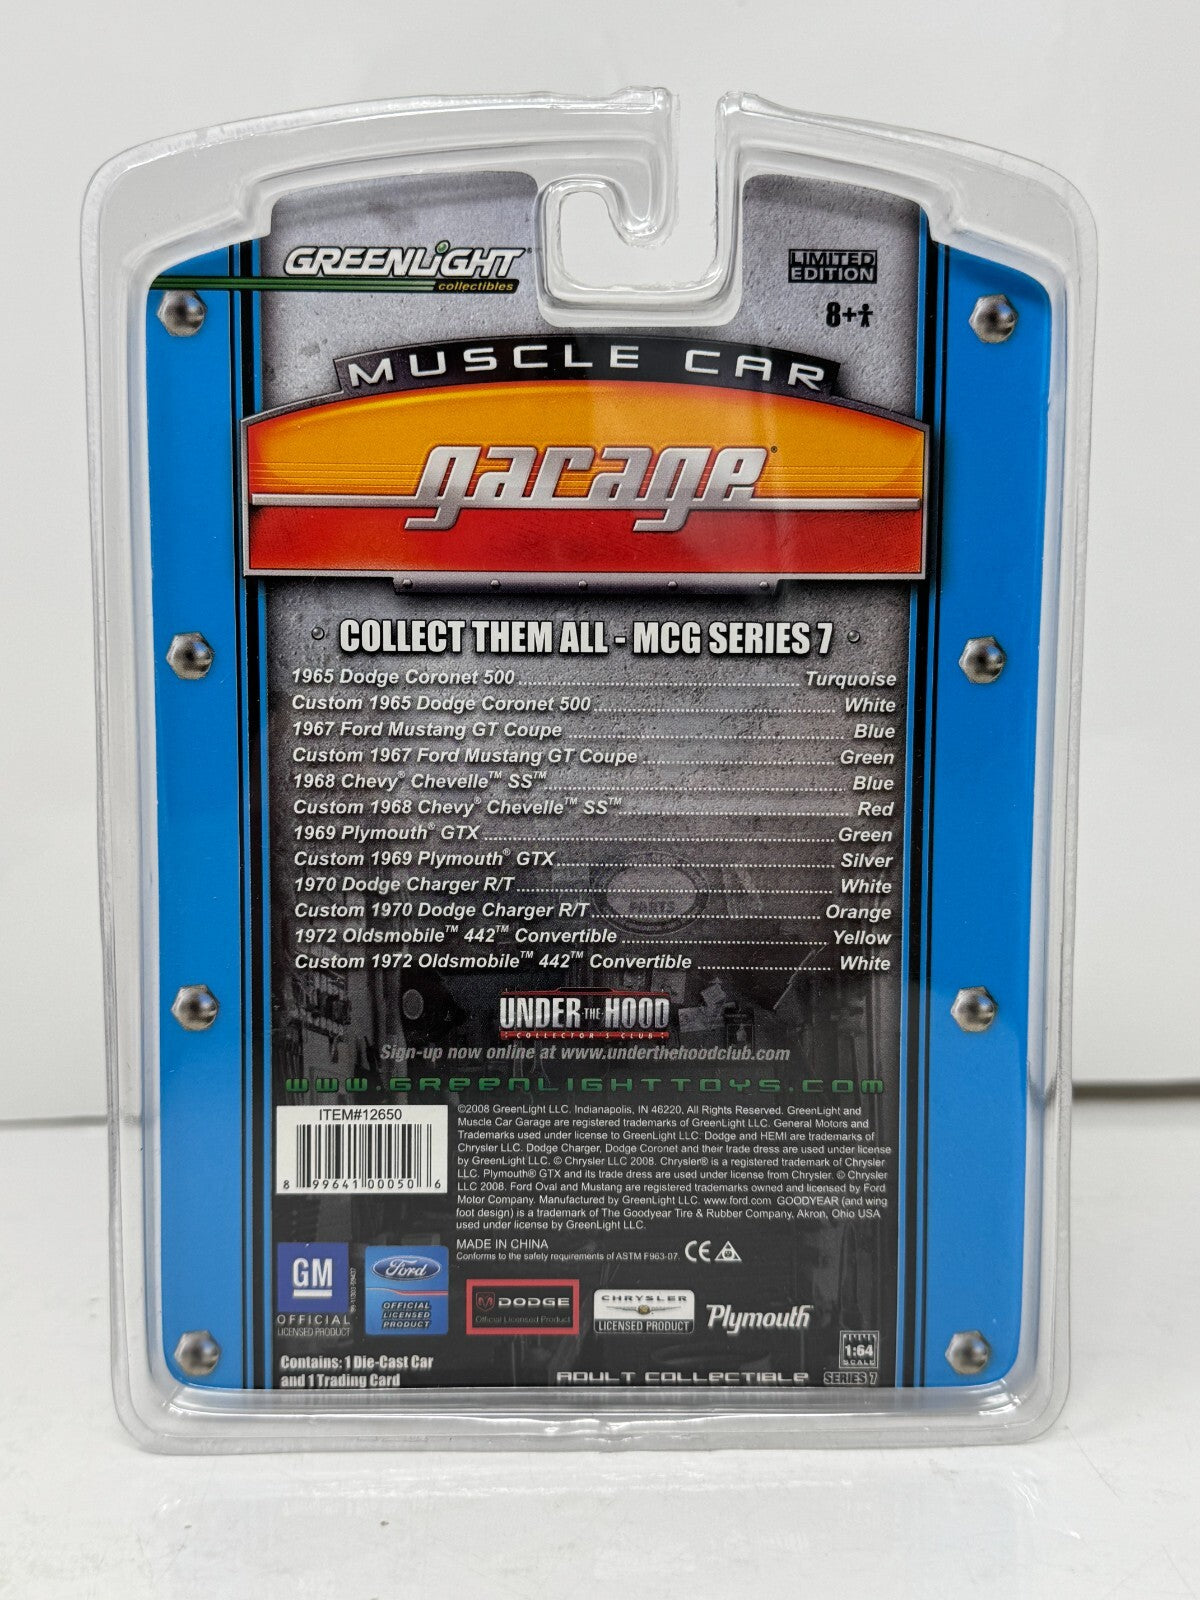 GREENLiGHT
collectibles
LIMITED
EDITION
8+
MUSCLE CAR
garage®
COLLECT THEM ALL - MCG SERIES 7
1965 Dodge Coronet 500 Turquoise
Custom 1965 Dodge Coronet 500 White
1967 Ford Mustang GT Coupe Blue
Custom 1967 Ford Mustang GT Coupe Green
1968 Chevy® Chevelle™ SS™ Blue
Custom 1968 Chevy® Chevelle™ SS™ Red
1969 Plymouth® GTX Green
Custom 1969 Plymouth® GTX Silver
1970 Dodge Charger R/T White
Custom 1970 Dodge Charger R/T Orange
1972 Oldsmobile™ 442™ Convertible Yellow
Custom 1972 Oldsmobile™ 442™ Convertible White
PARTS
UNDER·THE·HOOD
COLLECTOR'S CLUB
Sign-up now online at www.underthehoodclub.com
WWW.GREENLIGHTTOYS.COM
ITEM#12650
8 99641 00050 6
©2008 GreenLight LLC. Indianapolis, IN 46220. All Rights Reserved. GreenLight and
Muscle Car Garage are registered trademarks of GreenLight LLC. General Motors and
Trademarks used under license to GreenLight LLC. Dodge and HEMI are trademarks of
Chrysler LLC. Dodge Charger, Dodge Coronet and their trade dress are used under license
by GreenLight LLC. © Chrysler LLC 2008. Chrysler® is a registered trademark of Chrysler
LLC. Plymouth® GTX and its trade dress are used under license from Chrysler. © Chrysler
LLC 2008. Ford Oval and Mustang are registered trademarks owned and licensed by Ford
Motor Company. Manufactured by GreenLight LLC. www.ford.com GOODYEAR (and wing
foot design) is a trademark of The Goodyear Tire & Rubber Company, Akron, Ohio USA
used under license by GreenLight LLC.
MADE IN CHINA
Conforms to the safety requirements of ASTM F963-07. CE
GM
OFFICIAL
LICENSED PRODUCT
Ford
OFFICIAL
LICENSED
PRODUCT
DODGE
Official Licensed Product
CHRYSLER
LICENSED PRODUCT
Plymouth
1:64
SCALE
SERIES 7
Contains: 1 Die-Cast Car
and 1 Trading Card
ADULT COLLECTIBLE